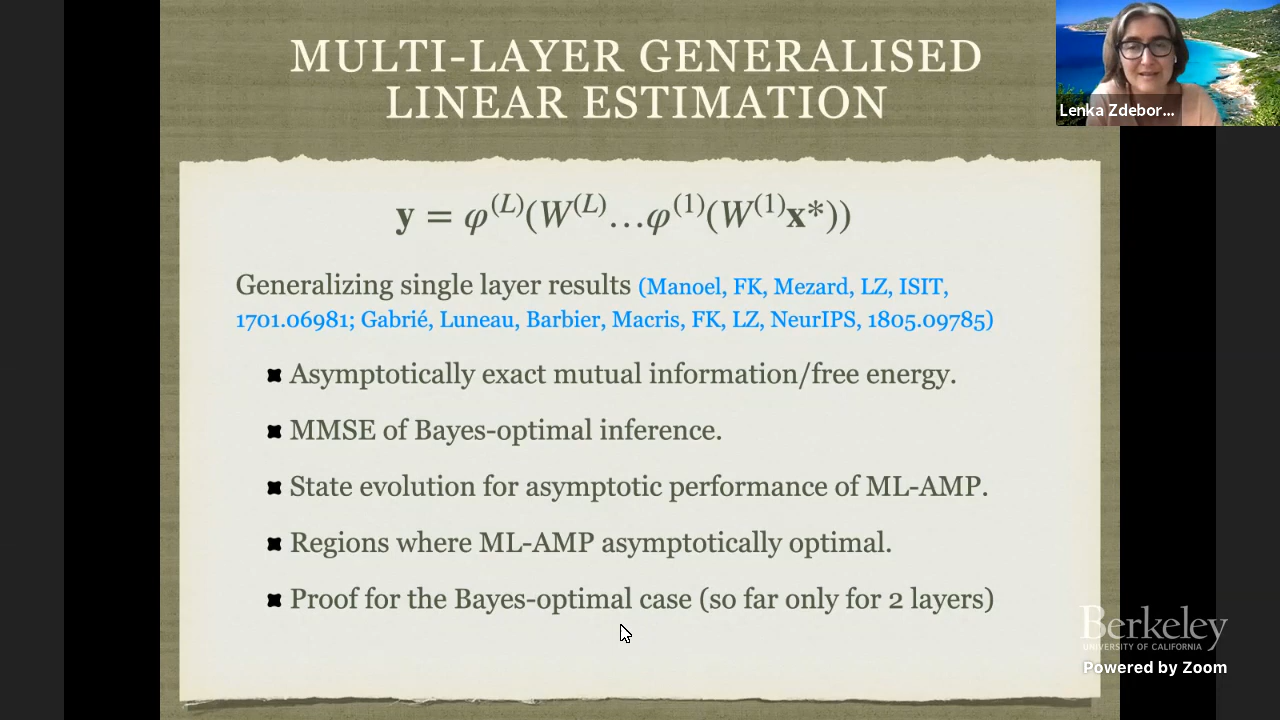 MULTI-LAYER GENERALISED
LINEAR ESTIMATION
Lenka Zdebor...
y = φ^(L)(W^(L)...φ^(1)(W^(1)x*))
Generalizing single layer results (Manoel, FK, Mezard, LZ, ISIT,
1701.06981; Gabrié, Luneau, Barbier, Macris, FK, LZ, NeurIPS, 1805.09785)
Asymptotically exact mutual information/free energy.
MMSE of Bayes-optimal inference.
State evolution for asymptotic performance of ML-AMP.
Regions where ML-AMP asymptotically optimal.
Proof for the Bayes-optimal case (so far only for 2 layers)
Berkeley
UNIVERSITY OF CALIFORNIA
Powered by Zoom